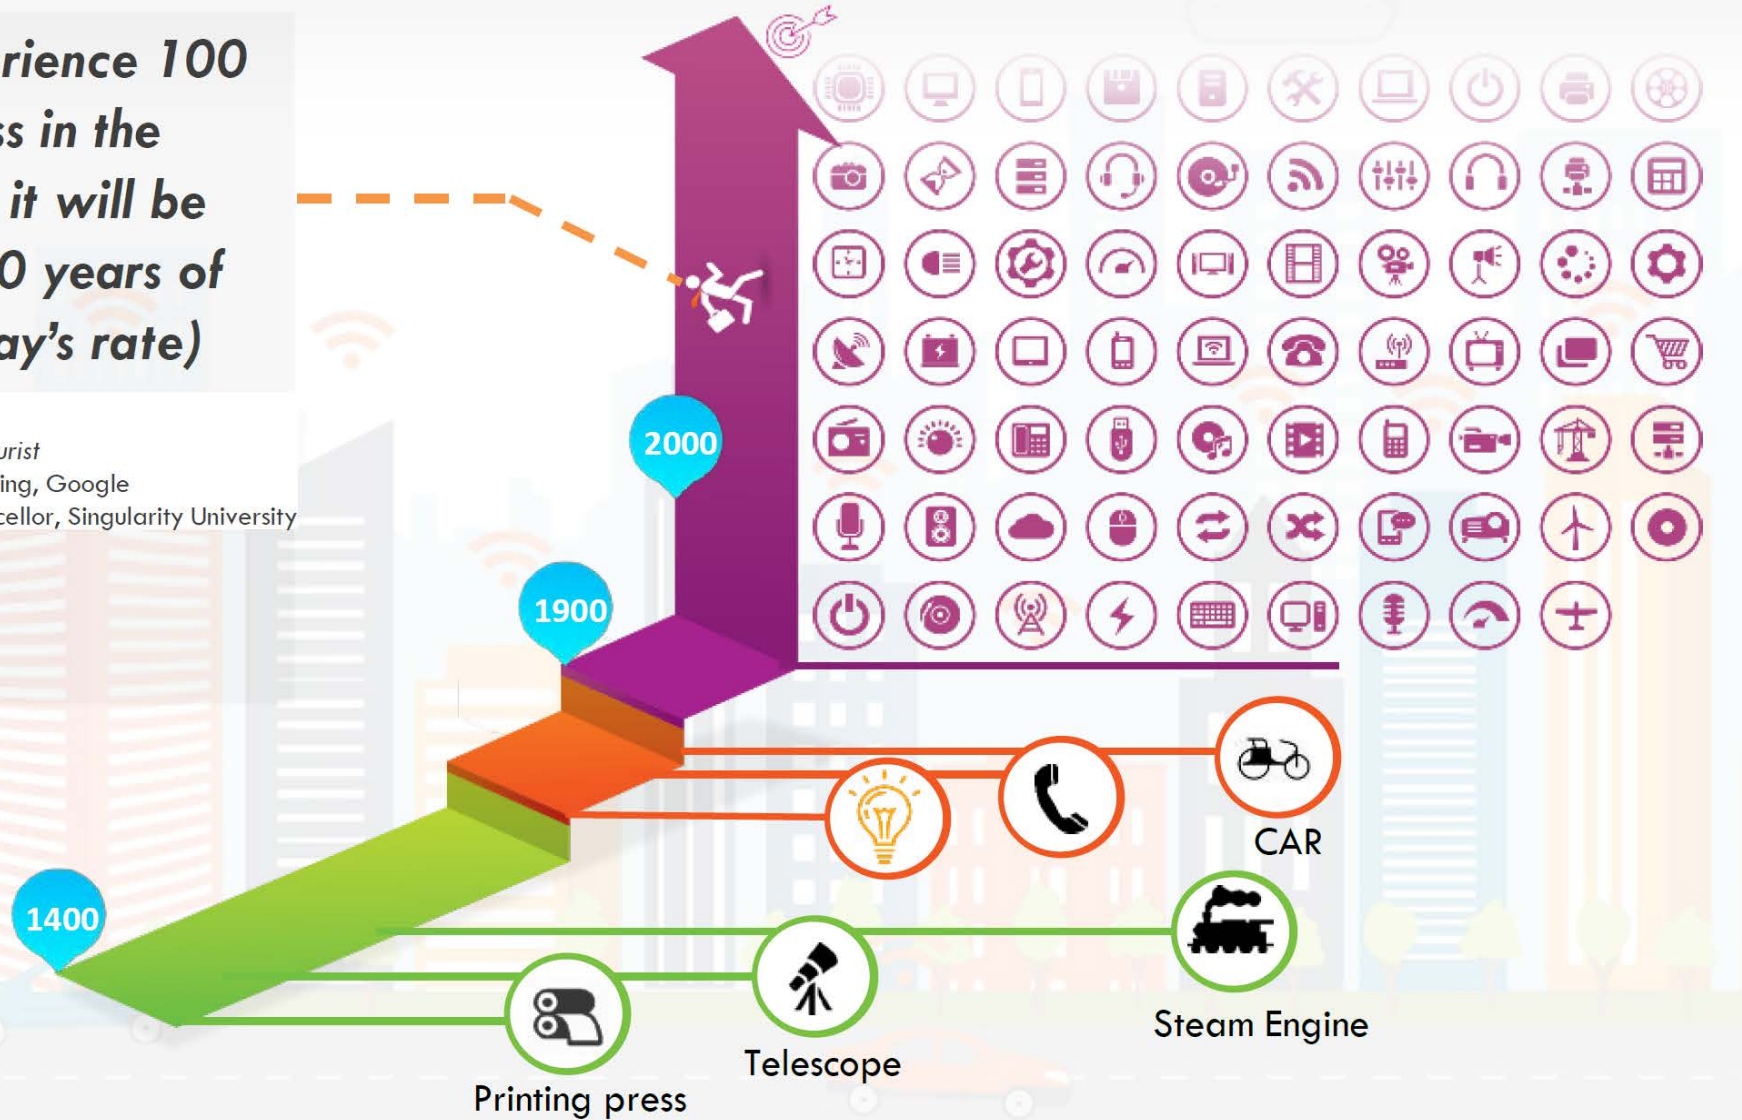 rience 100
ss in the
it will be
0 years of
ay's rate)
urist
ing, Google
cellor, Singularity University
2000
1900
1400
CAR
Steam Engine
Telescope
Printing press